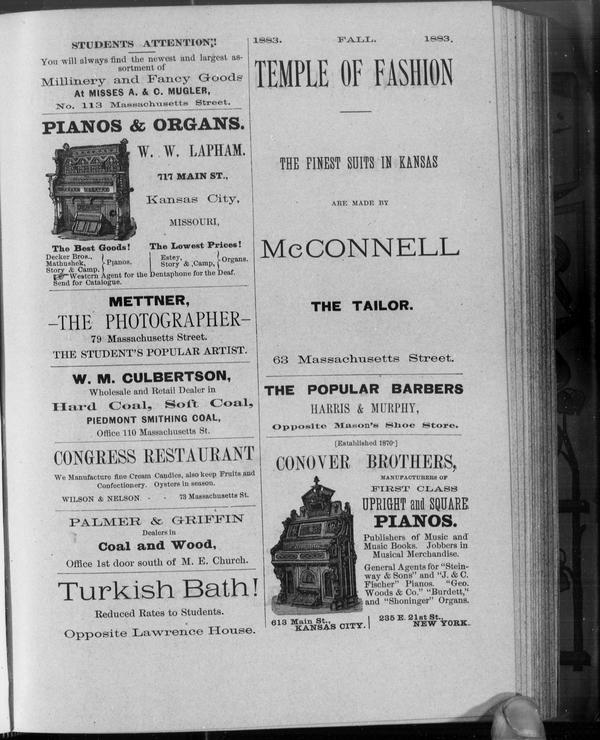 STUDENTS ATTENTION!!
You will always find the newest and largest as-
sortment of
Millinery and Fancy Goods
At MISSES A. & C. MUGLER,
No. 113 Massachusetts Street.
PIANOS & ORGANS.
W. W. LAPHAM.
717 MAIN ST.,
Kansas City,
MISSOURI,
The Best Goods! The Lowest Prices!
Decker Bros.,
Mathushek, } Pianos.
Story & Camp.
Estey,
Story & Camp, } Organs.
Western Agent for the Dentaphone for the Deaf.
Send for Catalogue.
METTNER,
—THE PHOTOGRAPHER—
79 Massachusetts Street.
THE STUDENT'S POPULAR ARTIST.
W. M. CULBERTSON,
Wholesale and Retail Dealer in
Hard Coal, Soft Coal,
PIEDMONT SMITHING COAL,
Office 110 Massachusetts St.
CONGRESS RESTAURANT
We Manufacture fine Cream Candies, also keep Fruits and
Confectionery. Oysters in season.
WILSON & NELSON - - 73 Massachusetts St.
PALMER & GRIFFIN
Dealers in
Coal and Wood,
Office 1st door south of M. E. Church.
Turkish Bath!
Reduced Rates to Students.
Opposite Lawrence House.
1883. FALL. 1883.
TEMPLE OF FASHION
THE FINEST SUITS IN KANSAS
ARE MADE BY
McCONNELL
THE TAILOR.
63 Massachusetts Street.
THE POPULAR BARBERS
HARRIS & MURPHY,
Opposite Mason's Shoe Store.
[Established 1870-]
CONOVER BROTHERS,
MANUFACTURERS OF
FIRST CLASS
UPRIGHT and SQUARE
PIANOS.
Publishers of Music and
Music Books. Jobbers in
Musical Merchandise.
General Agents for "Stein-
way & Sons" and "J. & C.
Fischer" Pianos. "Geo.
Woods & Co." "Burdett,"
and "Shoninger" Organs.
613 Main St.,
KANSAS CITY.
235 E. 21st St.,
NEW YORK.